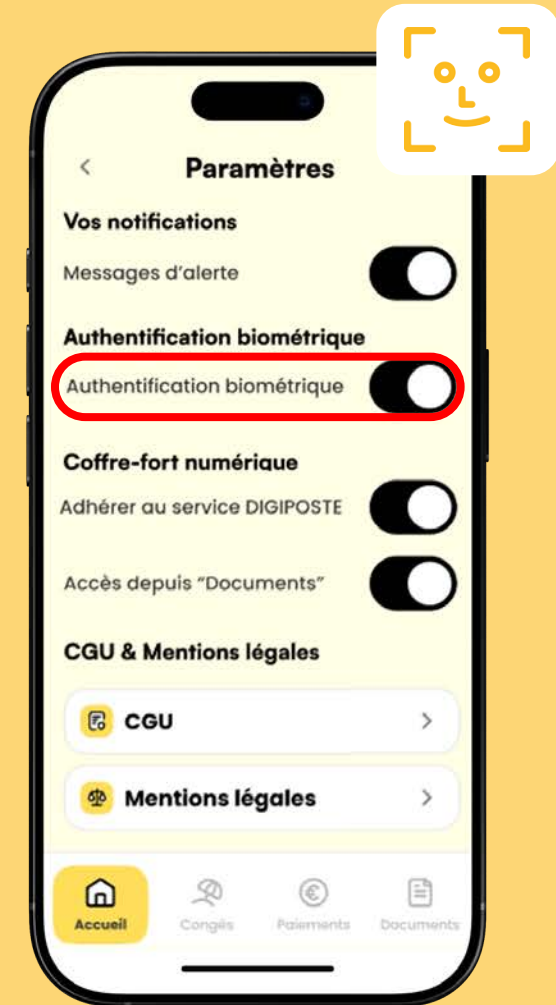 Paramètres
Vos notifications
Messages d'alerte
Authentification biométrique
Authentification biométrique
Coffre-fort numérique
Adhérer au service DIGIPOSTE
Accès depuis “Documents”
CGU & Mentions légales
CGU
Mentions légales
Accueil Congés Paiements Documents